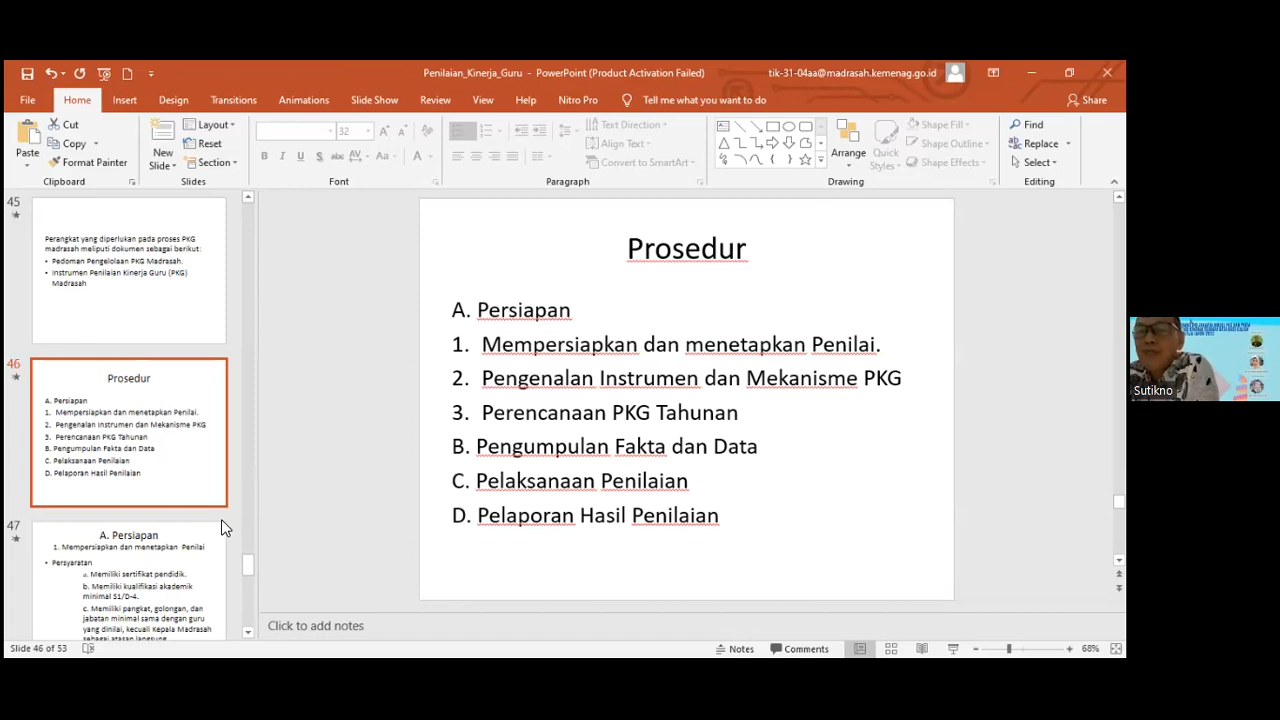 Penilaian_Kinerja_Guru - PowerPoint (Product Activation Failed)
tik-31-04aa@madrasah.kemenag.go.id
File Home Insert Design Transitions Animations Slide Show Review View Help Nitro Pro Tell me what you want to do Share
Paste
Cut
Copy
Format Painter
Clipboard
New Slide
Layout
Reset
Section
Slides
32
Font
Text Direction
Align Text
Convert to SmartArt
Paragraph
Arrange
Quick Styles
Shape Fill
Shape Outline
Shape Effects
Drawing
Find
Replace
Select
Editing
45
Perangkat yang diperlukan pada proses PKG
madrasah meliputi dokumen sebagai berikut:
• Pedoman Pengelolaan PKG Madrasah.
• Instrumen Penilaian Kinerja Guru (PKG)
Madrasah
46
Prosedur
A. Persiapan
1. Mempersiapkan dan menetapkan Penilai.
2. Pengenalan Instrumen dan Mekanisme PKG
3. Perencanaan PKG Tahunan
B. Pengumpulan Fakta dan Data
C. Pelaksanaan Penilaian
D. Pelaporan Hasil Penilaian
47
A. Persiapan
1. Mempersiapkan dan menetapkan Penilai
• Persyaratan
a. Memiliki sertifikat pendidik.
b. Memiliki kualifikasi akademik
minimal S1/D-4.
c. Memiliki pangkat, golongan, dan
jabatan minimal sama dengan guru
yang dinilai, kecuali Kepala Madrasah
sebagai atasan langsung
Prosedur
A. Persiapan
1. Mempersiapkan dan menetapkan Penilai.
2. Pengenalan Instrumen dan Mekanisme PKG
3. Perencanaan PKG Tahunan
B. Pengumpulan Fakta dan Data
C. Pelaksanaan Penilaian
D. Pelaporan Hasil Penilaian
Click to add notes
Slide 46 of 53
Notes
Comments
68%
Sutikno